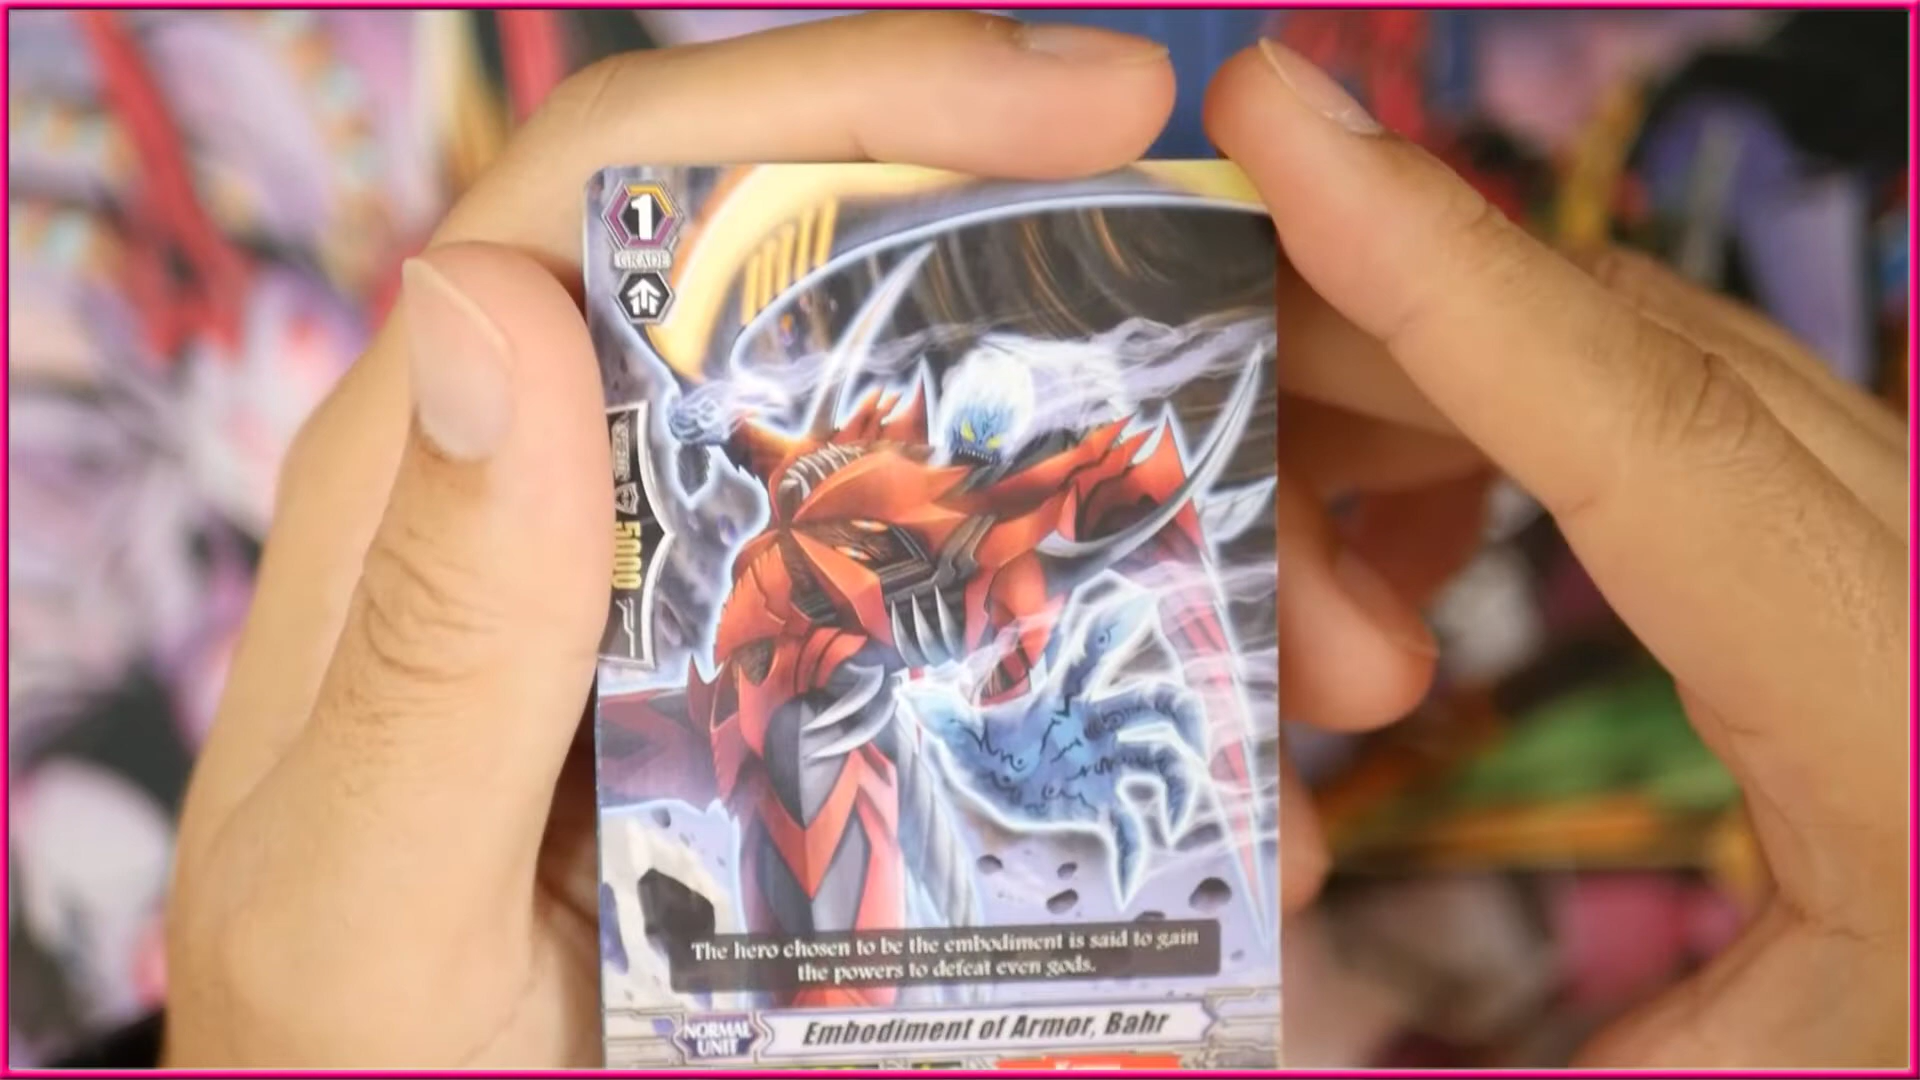 1
GRADE
5000
The hero chosen to be the embodiment is said to gain
the powers to defeat even gods.
NORMAL
UNIT
Embodiment of Armor, Bahr